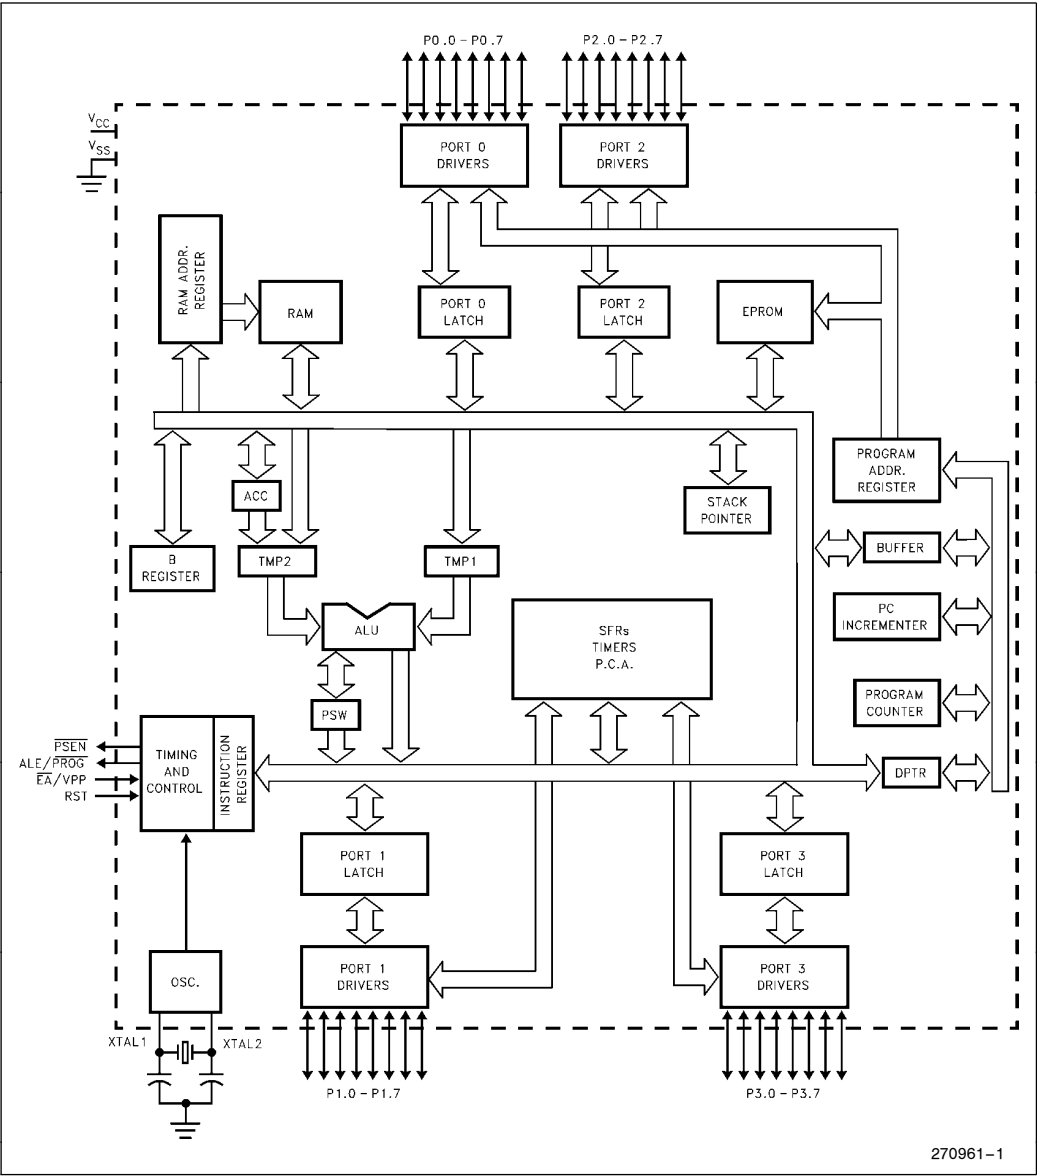 P0.0 – P0.7
P2.0 – P2.7
VCC
VSS
PORT 0
DRIVERS
PORT 2
DRIVERS
RAM ADDR.
REGISTER
RAM
PORT 0
LATCH
PORT 2
LATCH
EPROM
PROGRAM
ADDR.
REGISTER
ACC
STACK
POINTER
B
REGISTER
TMP2
TMP1
BUFFER
ALU
SFRs
TIMERS
P.C.A.
PC
INCREMENTER
PSW
PROGRAM
COUNTER
PSEN
ALE/PROG
EA/VPP
RST
TIMING
AND
CONTROL
INSTRUCTION
REGISTER
DPTR
PORT 1
LATCH
PORT 3
LATCH
OSC.
PORT 1
DRIVERS
PORT 3
DRIVERS
XTAL1
XTAL2
P1.0 – P1.7
P3.0 – P3.7
270961–1